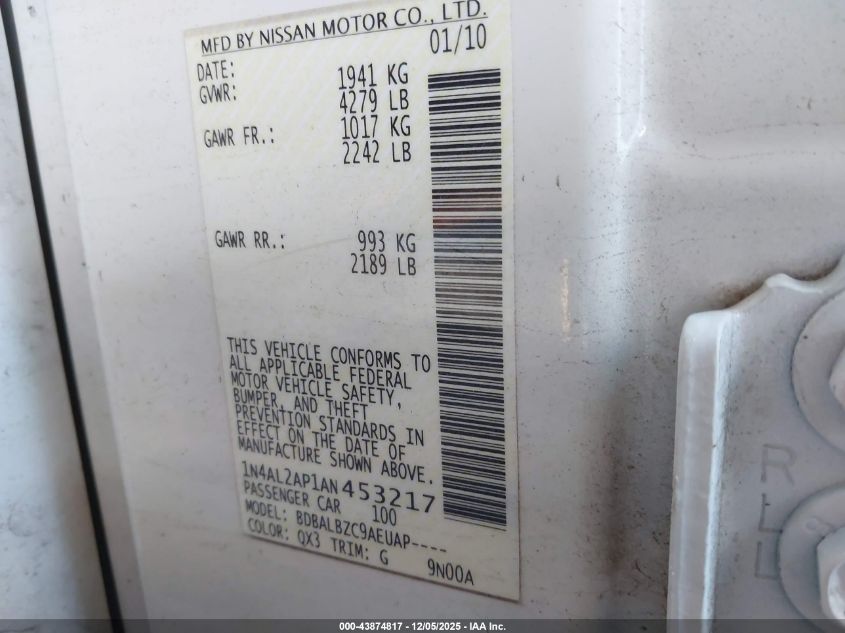 MFD BY NISSAN MOTOR CO., LTD.
DATE: 01/10
GVWR: 1941 KG
4279 LB
GAWR FR.: 1017 KG
2242 LB
GAWR RR.: 993 KG
2189 LB
THIS VEHICLE CONFORMS TO
ALL APPLICABLE FEDERAL
MOTOR VEHICLE SAFETY,
BUMPER, AND THEFT
PREVENTION STANDARDS IN
EFFECT ON THE DATE OF
MANUFACTURE SHOWN ABOVE.
1N4AL2AP1AN453217
PASSENGER CAR 100
MODEL: BDBALBZC9AEUAP----
COLOR: QX3 TRIM: G 9N00A
RLL
000-43874817 - 12/05/2025 - IAA Inc.